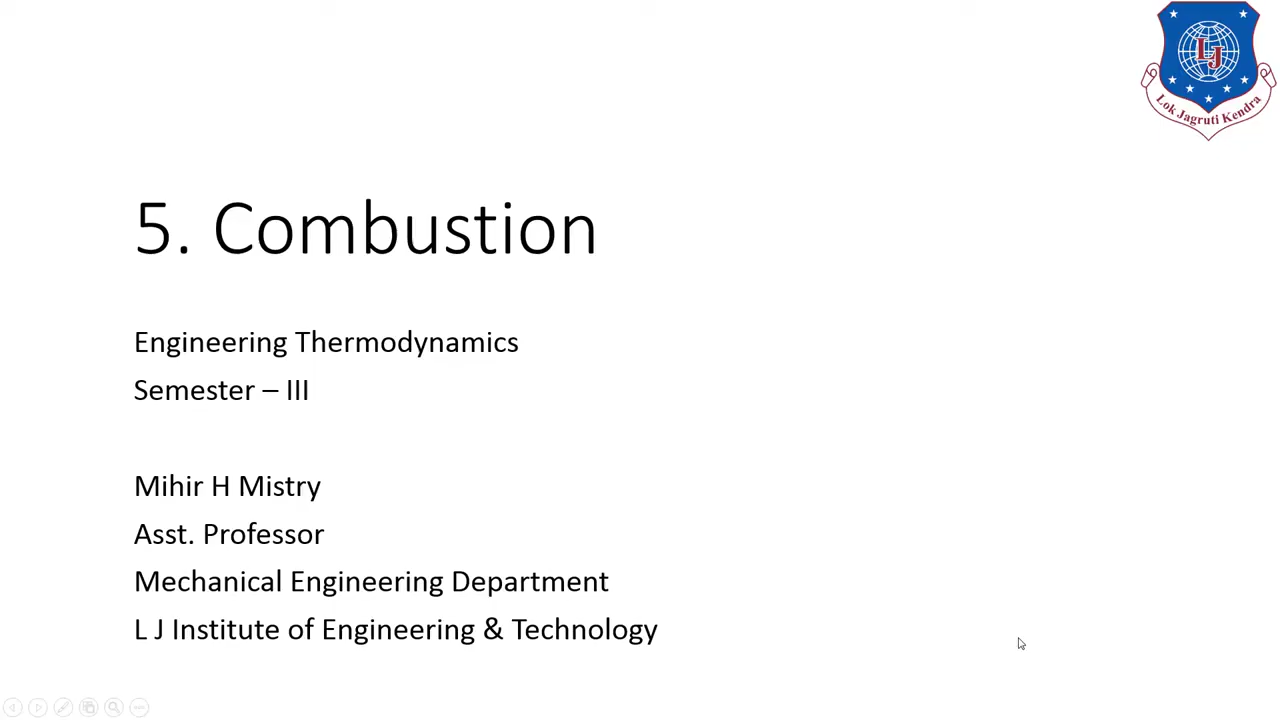 LJ
Lok Jagruti Kendra
5. Combustion
Engineering Thermodynamics
Semester – III
Mihir H Mistry
Asst. Professor
Mechanical Engineering Department
L J Institute of Engineering & Technology